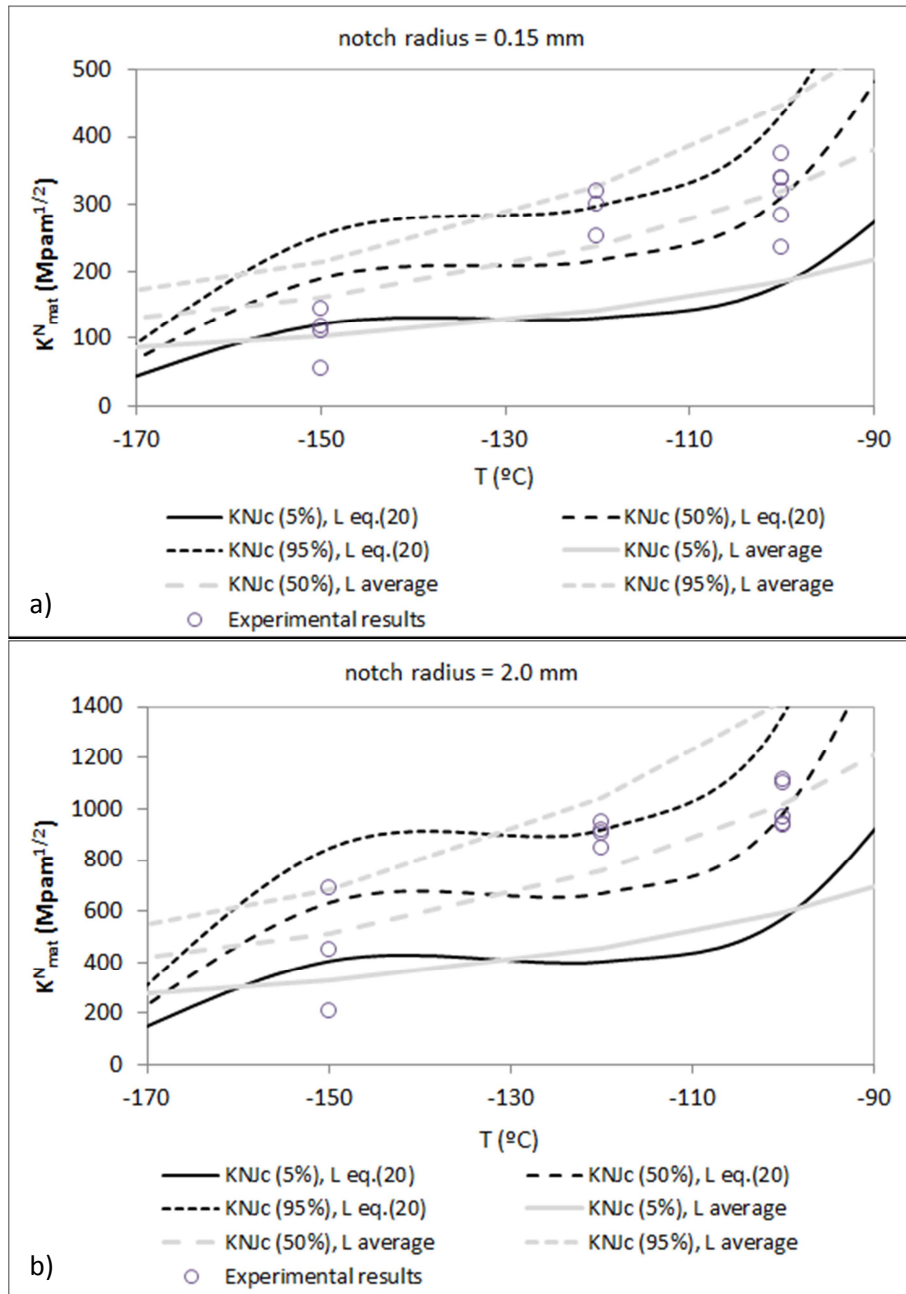 notch radius = 0.15 mm
500
400
300
200
100
0
K^N_mat (Mpam^1/2)
-170 -150 -130 -110 -90
T (ºC)
KNJc (5%), L eq.(20) KNJc (50%), L eq.(20)
KNJc (95%), L eq.(20) KNJc (5%), L average
KNJc (50%), L average KNJc (95%), L average
Experimental results
a)
notch radius = 2.0 mm
1400
1200
1000
800
600
400
200
0
K^N_mat (Mpam^1/2)
-170 -150 -130 -110 -90
T (ºC)
KNJc (5%), L eq.(20) KNJc (50%), L eq.(20)
KNJc (95%), L eq.(20) KNJc (5%), L average
KNJc (50%), L average KNJc (95%), L average
Experimental results
b)